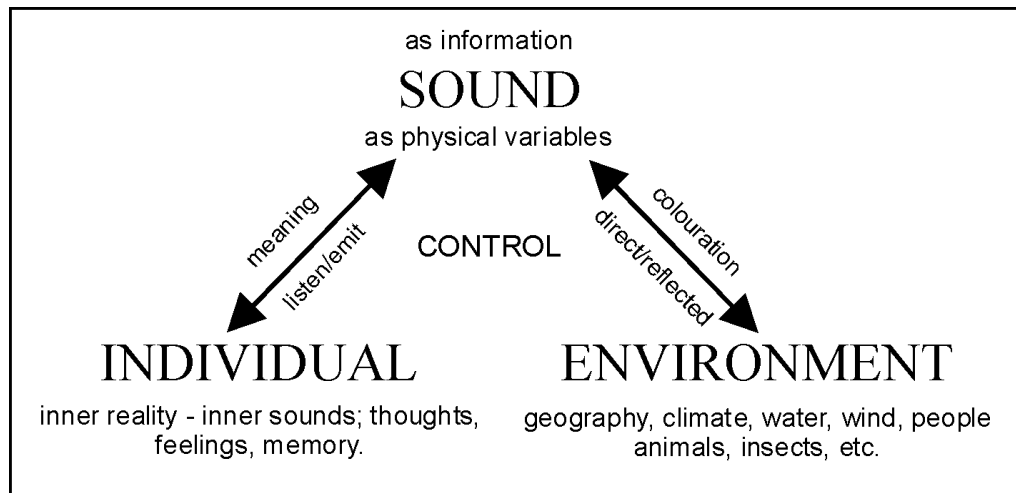 as information
SOUND
as physical variables
meaning
listen/emit
CONTROL
colouration
direct/reflected
INDIVIDUAL
inner reality - inner sounds; thoughts,
feelings, memory.
ENVIRONMENT
geography, climate, water, wind, people
animals, insects, etc.